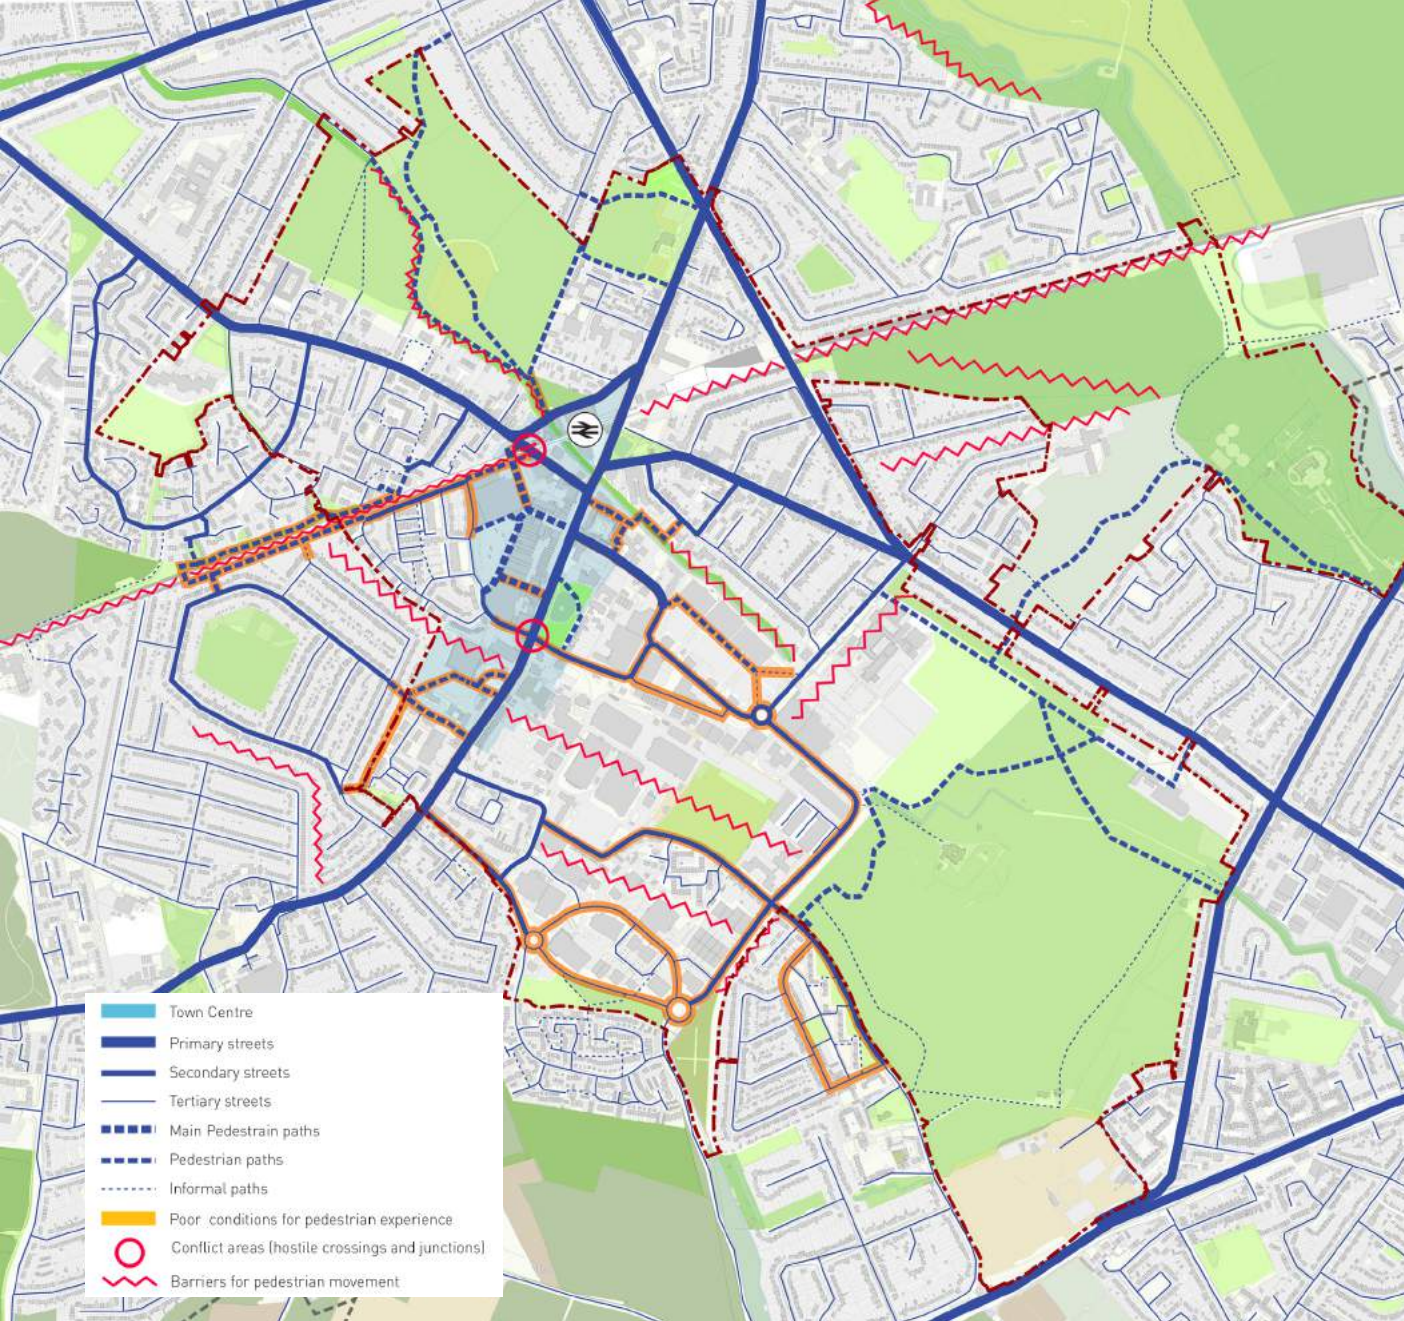 Town Centre
Primary streets
Secondary streets
Tertiary streets
Main Pedestrain paths
Pedestrian paths
Informal paths
Poor conditions for pedestrian experience
Conflict areas (hostile crossings and junctions)
Barriers for pedestrian movement